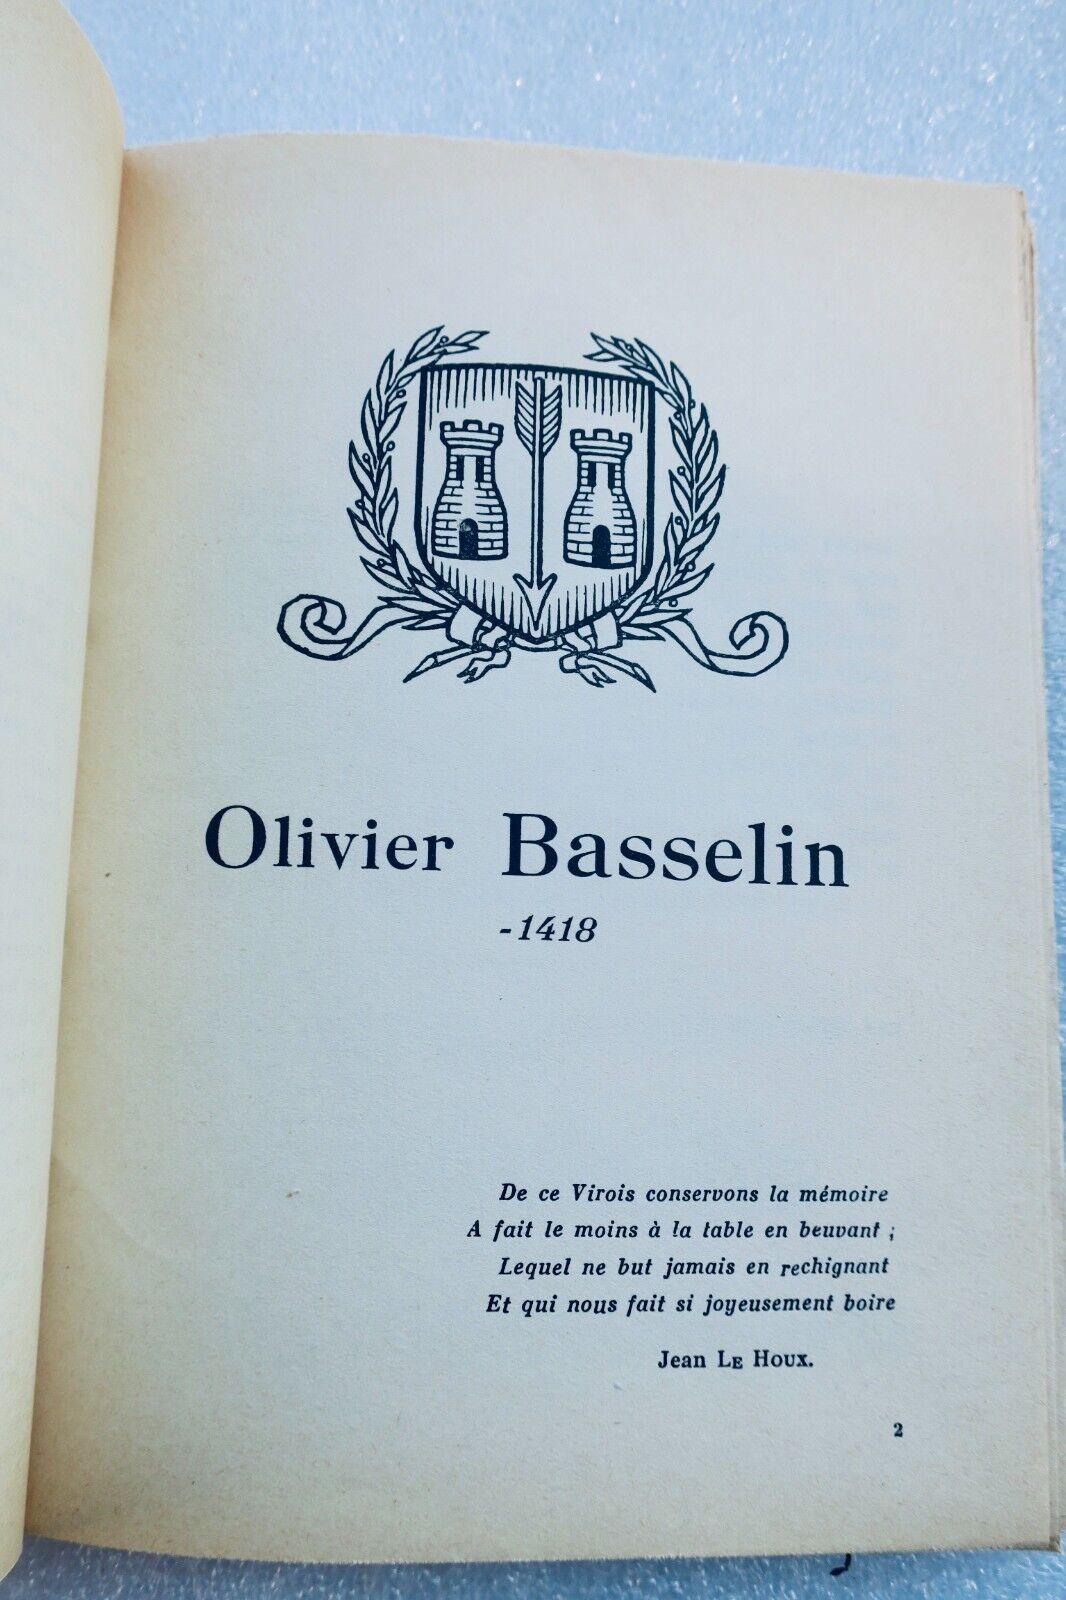 Olivier Basselin
-1418
De ce Virois conservons la mémoire
A fait le moins à la table en beuvant ;
Lequel ne but jamais en rechignant
Et qui nous fait si joyeusement boire
Jean LE HOUX.
2